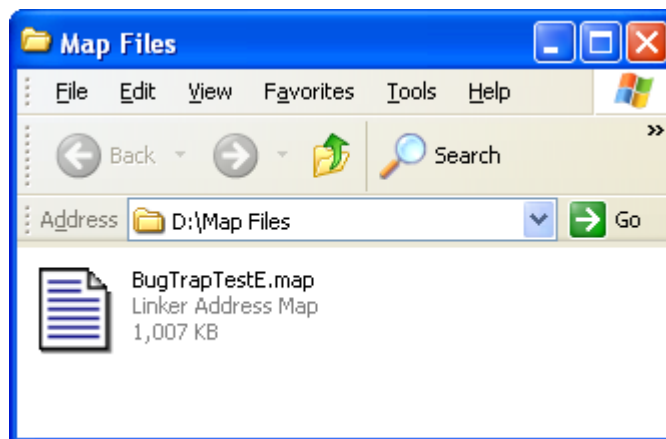 Map Files
File Edit View Favorites Tools Help
Back Search »
Address D:\Map Files Go
BugTrapTestE.map
Linker Address Map
1,007 KB